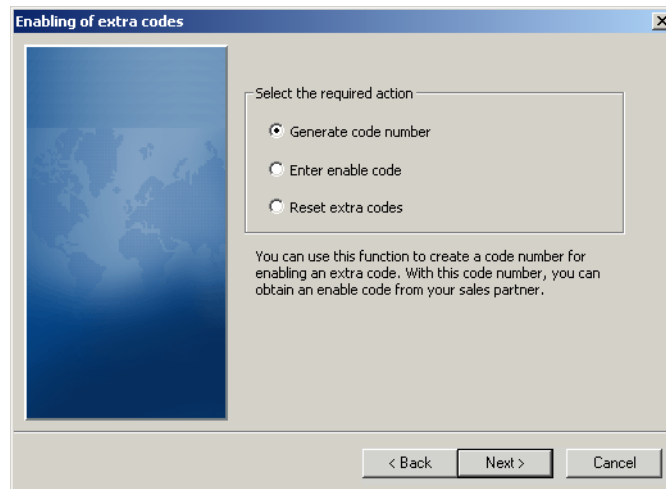 Enabling of extra codes
Select the required action
Generate code number
Enter enable code
Reset extra codes
You can use this function to create a code number for
enabling an extra code. With this code number, you can
obtain an enable code from your sales partner.
< Back
Next >
Cancel